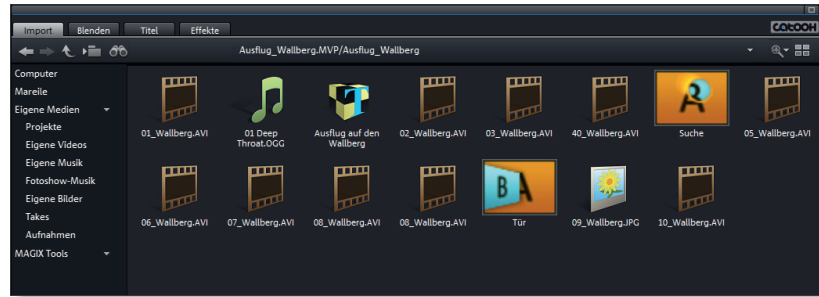 Import Blenden Titel Effekte catooh
Ausflug_Wallberg.MVP/Ausflug_Wallberg
Computer
Mareile
Eigene Medien
Projekte
Eigene Videos
Eigene Musik
Fotoshow-Musik
Eigene Bilder
Takes
Aufnahmen
MAGIX Tools
01_Wallberg.AVI
01 Deep
Throat.OGG
Ausflug auf den
Wallberg
02_Wallberg.AVI
03_Wallberg.AVI
40_Wallberg.AVI
Suche
05_Wallberg.AVI
06_Wallberg.AVI
07_Wallberg.AVI
08_Wallberg.AVI
08_Wallberg.AVI
B A
Tür
09_Wallberg.JPG
10_Wallberg.AVI